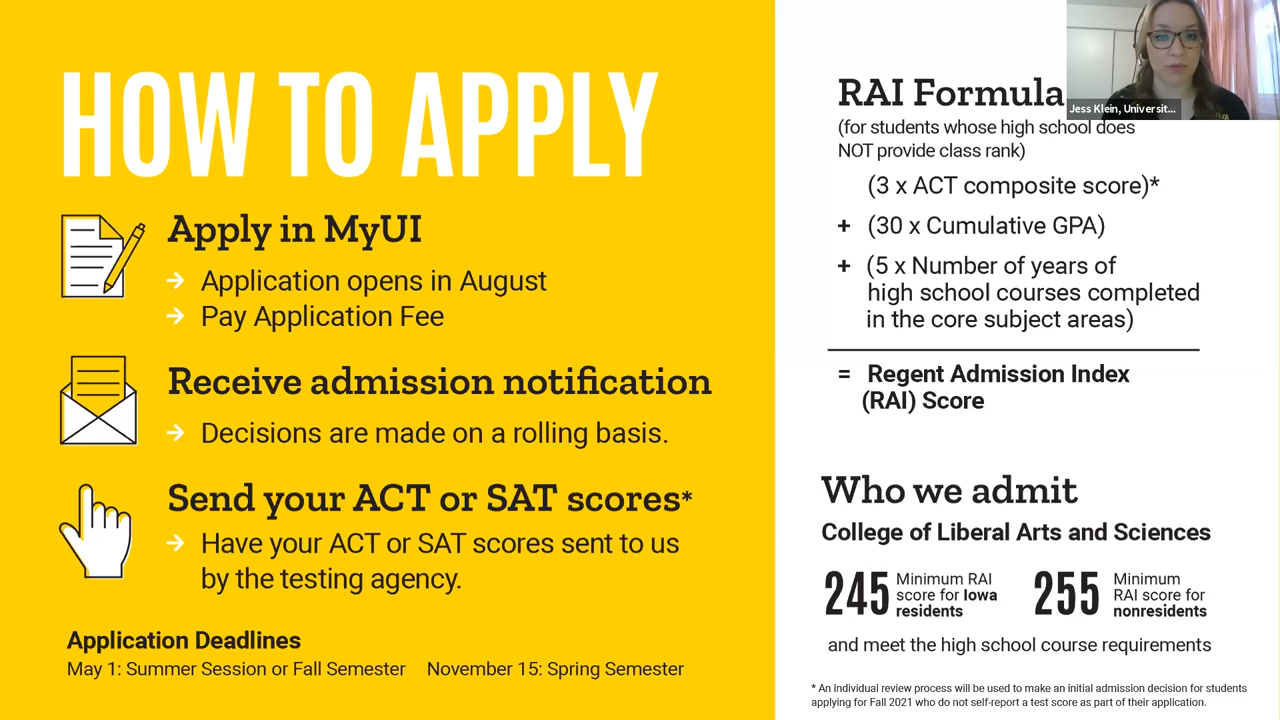 HOW TO APPLY
Apply in MyUI
→ Application opens in August
→ Pay Application Fee
Receive admission notification
→ Decisions are made on a rolling basis.
Send your ACT or SAT scores*
→ Have your ACT or SAT scores sent to us
by the testing agency.
Application Deadlines
May 1: Summer Session or Fall Semester November 15: Spring Semester
Jess Klein, Universit...
RAI Formula
(for students whose high school does
NOT provide class rank)
(3 x ACT composite score)*
+ (30 x Cumulative GPA)
+ (5 x Number of years of
high school courses completed
in the core subject areas)
= Regent Admission Index
(RAI) Score
Who we admit
College of Liberal Arts and Sciences
245 Minimum RAI
score for Iowa
residents
255 Minimum
RAI score for
nonresidents
and meet the high school course requirements
* An individual review process will be used to make an initial admission decision for students
applying for Fall 2021 who do not self-report a test score as part of their application.